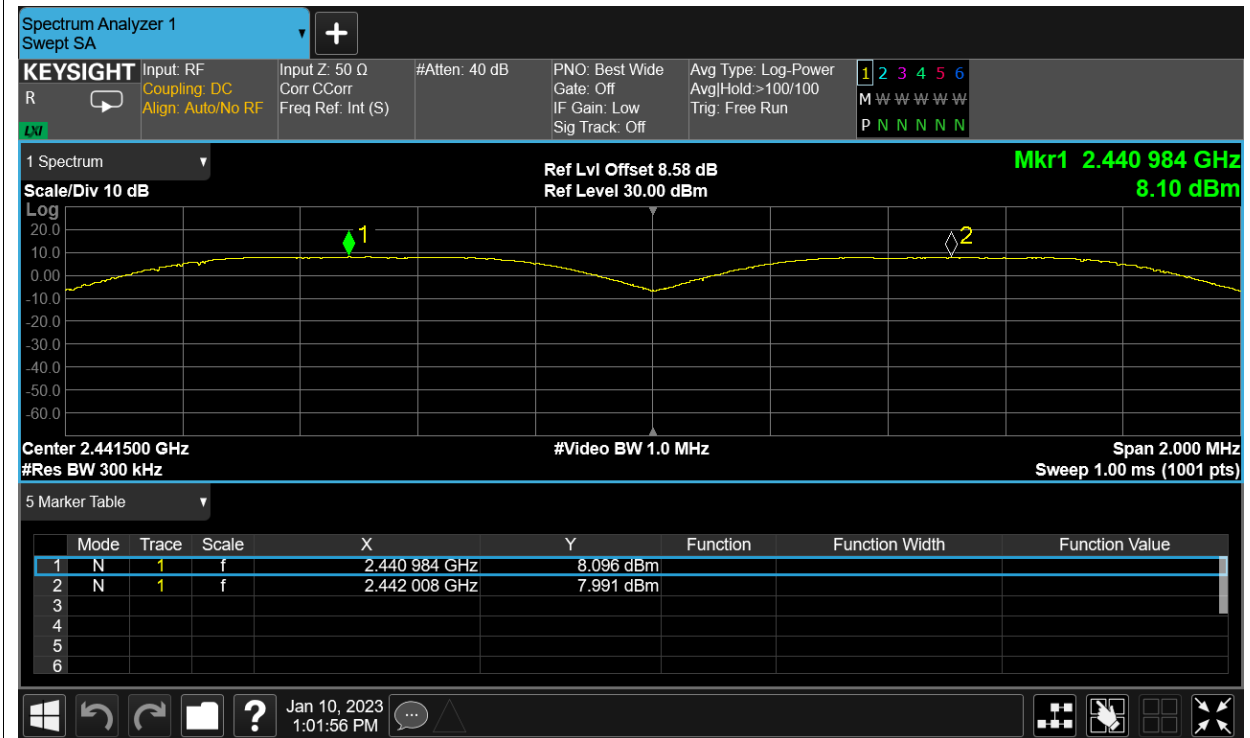 Spectrum Analyzer 1
Swept SA
+
KEYSIGHT
R
LXI
Input: RF
Coupling: DC
Align: Auto/No RF
Input Z: 50 Ω
Corr CCorr
Freq Ref: Int (S)
#Atten: 40 dB
PNO: Best Wide
Gate: Off
IF Gain: Low
Sig Track: Off
Avg Type: Log-Power
Avg|Hold:>100/100
Trig: Free Run
1 2 3 4 5 6
M W W W W W
P N N N N N
1 Spectrum
Scale/Div 10 dB
Ref Lvl Offset 8.58 dB
Ref Level 30.00 dBm
Mkr1 2.440 984 GHz
8.10 dBm
Log
20.0
10.0
0.00
-10.0
-20.0
-30.0
-40.0
-50.0
-60.0
1
2
Center 2.441500 GHz
#Res BW 300 kHz
#Video BW 1.0 MHz
Span 2.000 MHz
Sweep 1.00 ms (1001 pts)
5 Marker Table
Mode Trace Scale X Y Function Function Width Function Value
1 N 1 f 2.440 984 GHz 8.096 dBm
2 N 1 f 2.442 008 GHz 7.991 dBm
3
4
5
6
?
Jan 10, 2023
1:01:56 PM